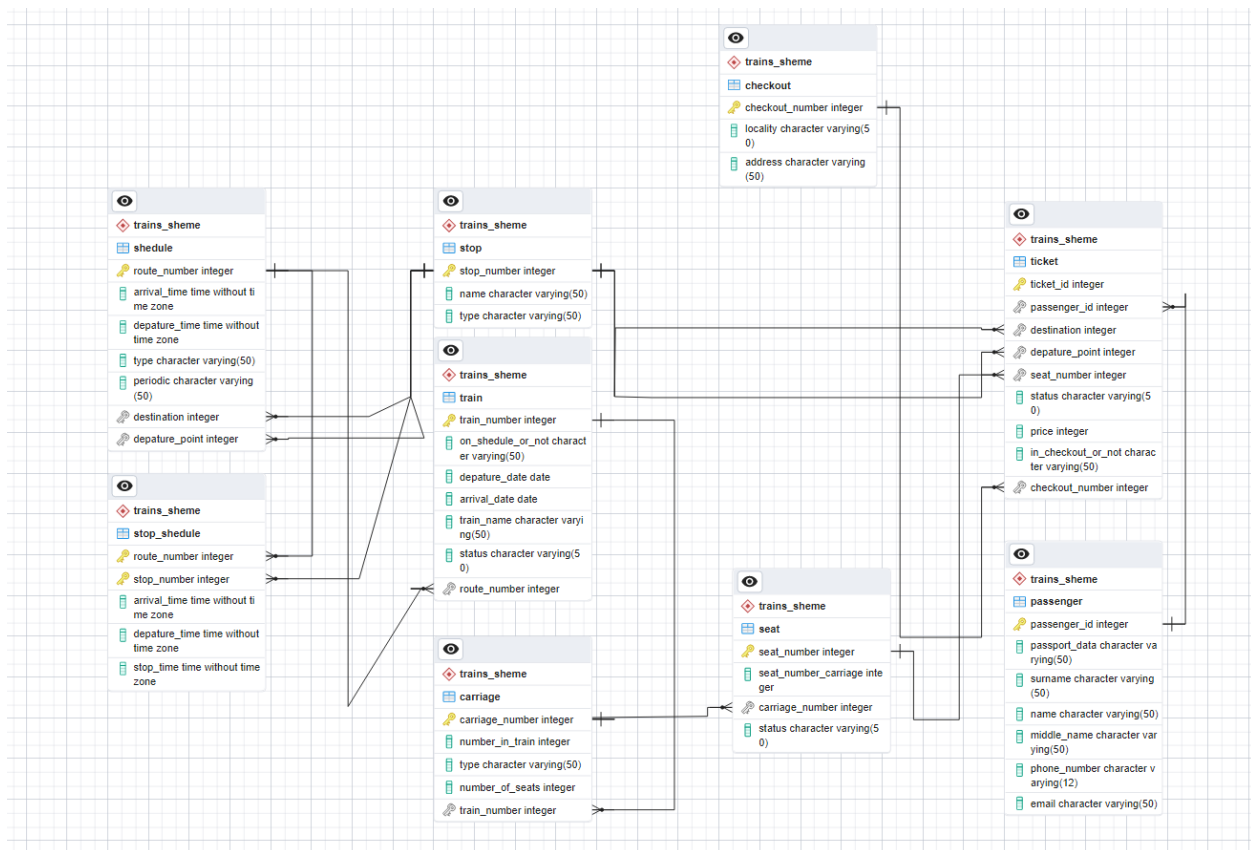 trains_sheme
checkout
checkout_number integer
locality character varying(5
0)
address character varying
(50)
trains_sheme
shedule
route_number integer
arrival_time time without ti
me zone
depature_time time without
time zone
type character varying(50)
periodic character varying
(50)
destination integer
depature_point integer
trains_sheme
stop_shedule
route_number integer
stop_number integer
arrival_time time without ti
me zone
depature_time time without
time zone
stop_time time without time
zone
trains_sheme
stop
stop_number integer
name character varying(50)
type character varying(50)
trains_sheme
train
train_number integer
on_shedule_or_not charact
er varying(50)
depature_date date
arrival_date date
train_name character varyi
ng(50)
status character varying(5
0)
route_number integer
trains_sheme
carriage
carriage_number integer
number_in_train integer
type character varying(50)
number_of_seats integer
train_number integer
trains_sheme
seat
seat_number integer
seat_number_carriage inte
ger
carriage_number integer
status character varying(5
0)
trains_sheme
ticket
ticket_id integer
passenger_id integer
destination integer
depature_point integer
seat_number integer
status character varying(5
0)
price integer
in_checkout_or_not charac
ter varying(50)
checkout_number integer
trains_sheme
passenger
passenger_id integer
passport_data character va
rying(50)
surname character varying
(50)
name character varying(50)
middle_name character var
ying(50)
phone_number character v
arying(12)
email character varying(50)